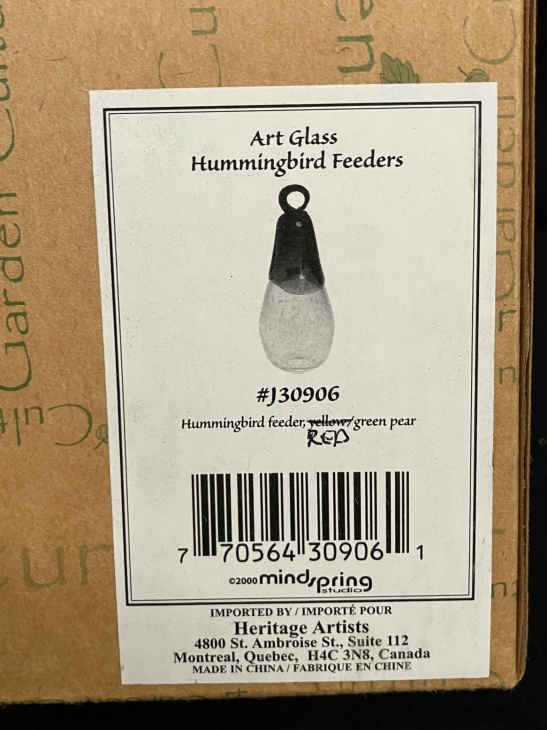 Art Glass
Hummingbird Feeders
#J30906
Hummingbird feeder, yellow/green pear
RED
7 70564 30906 1
©2000 mindspring
studio
IMPORTED BY / IMPORTÉ POUR
Heritage Artists
4800 St. Ambroise St., Suite 112
Montreal, Quebec, H4C 3N8, Canada
MADE IN CHINA / FABRIQUE EN CHINE
Garden